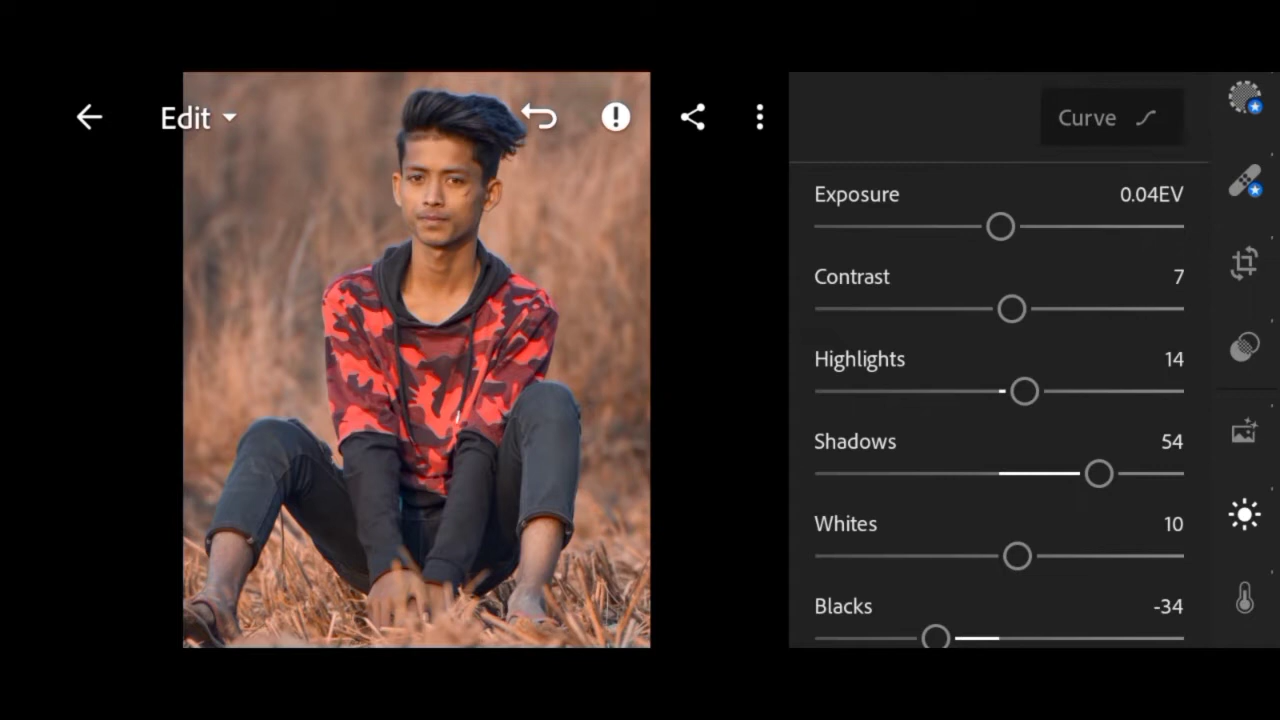 Edit
Curve
Exposure 0.04EV
Contrast 7
Highlights 14
Shadows 54
Whites 10
Blacks -34